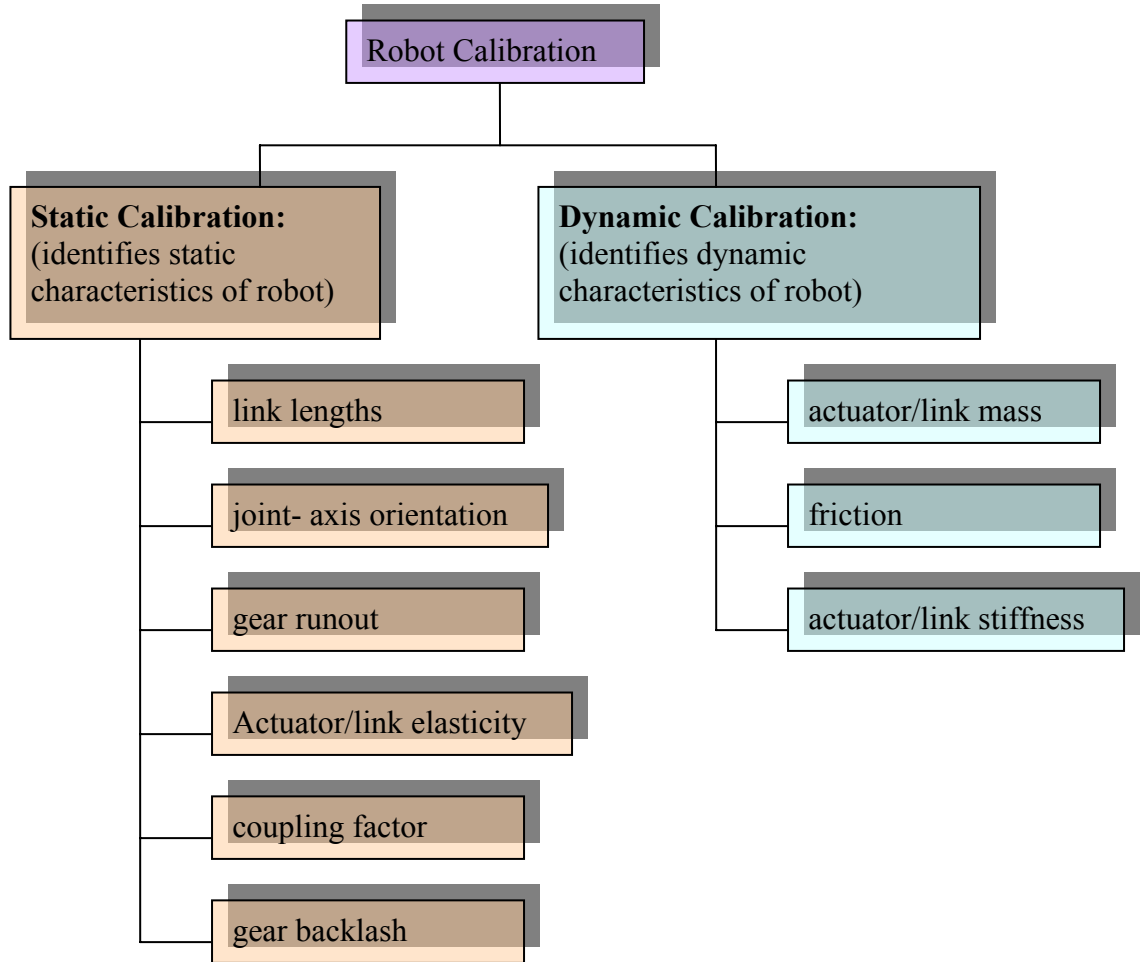 Robot Calibration
Static Calibration:
(identifies static
characteristics of robot)
link lengths
joint- axis orientation
gear runout
Actuator/link elasticity
coupling factor
gear backlash
Dynamic Calibration:
(identifies dynamic
characteristics of robot)
actuator/link mass
friction
actuator/link stiffness